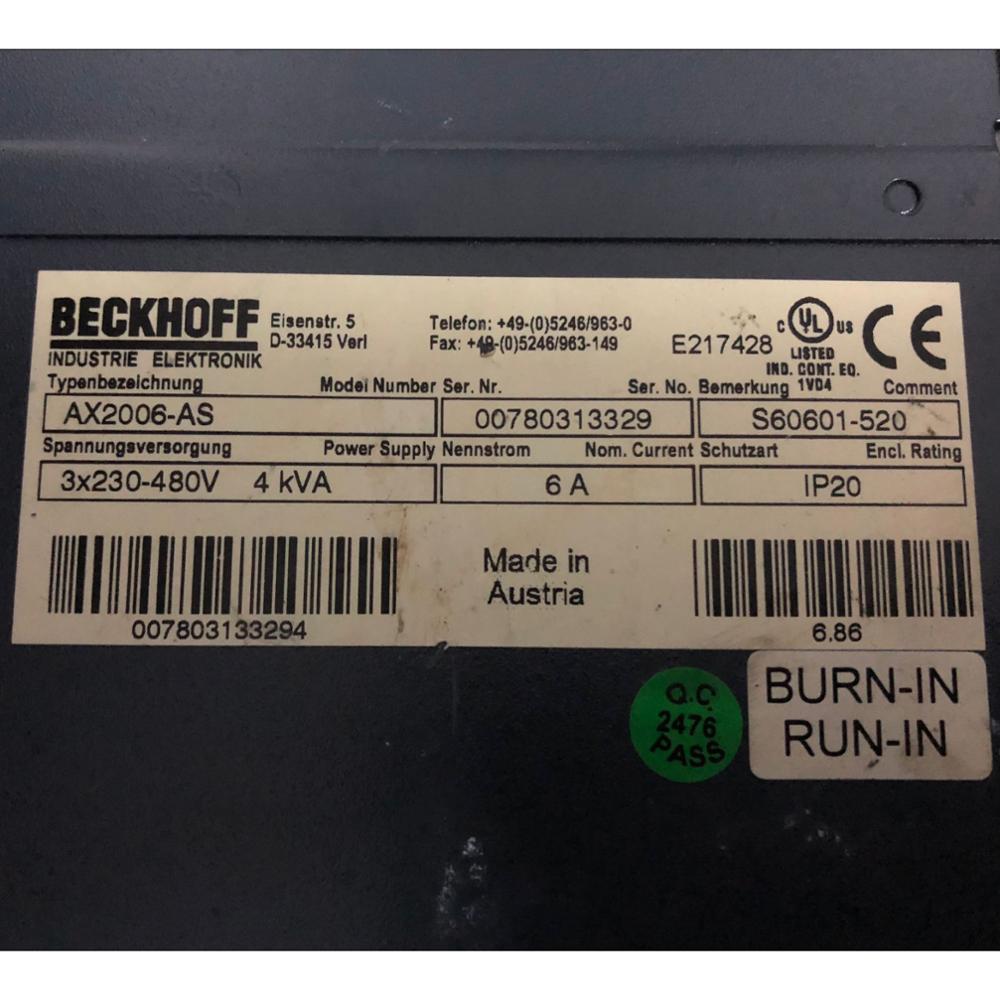 BECKHOFF
INDUSTRIE ELEKTRONIK
Eisenstr. 5
D-33415 Verl
Telefon: +49-(0)5246/963-0
Fax: +49-(0)5246/963-149
E217428
C UL US
LISTED
IND. CONT. EQ.
1VD4
CE
Typenbezeichnung Model Number Ser. Nr. Ser. No. Bemerkung Comment
AX2006-AS 00780313329 S60601-520
Spannungsversorgung Power Supply Nennstrom Nom. Current Schutzart Encl. Rating
3x230-480V 4 kVA 6 A IP20
Made in
Austria
007803133294
6.86
Q.C
2476
PASS
BURN-IN
RUN-IN